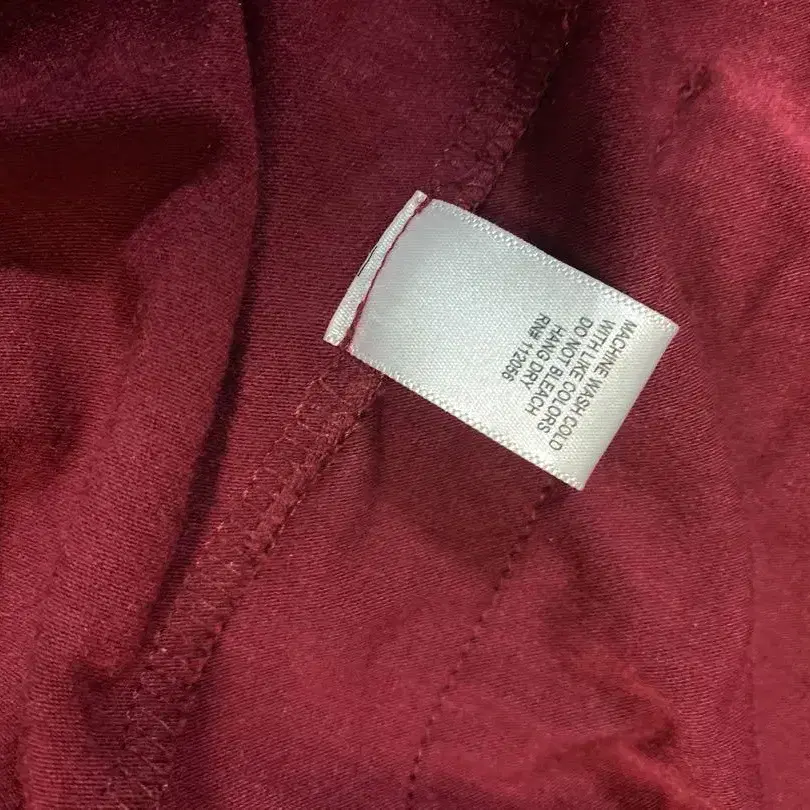 MACHINE WASH COLD
WITH LIKE COLORS
DO NOT BLEACH
HANG DRY
RN# 112056